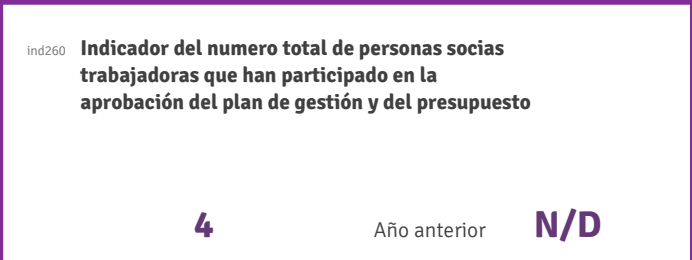 ind260 Indicador del numero total de personas socias
trabajadoras que han participado en la
aprobación del plan de gestión y del presupuesto
4 Año anterior N/D